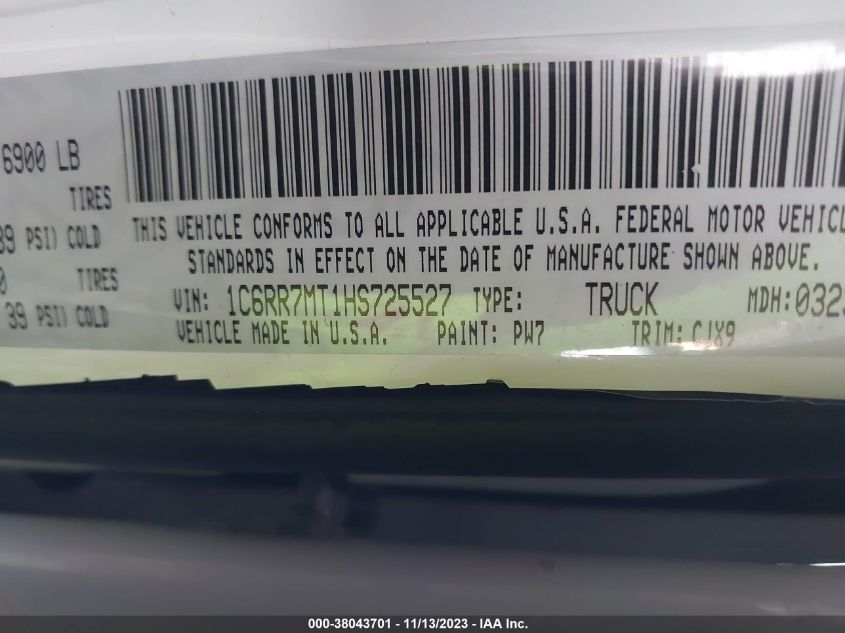 6900 LB
TIRES
39 PSI) COLD
TIRES
39 PSI) COLD
THIS VEHICLE CONFORMS TO ALL APPLICABLE U.S.A. FEDERAL MOTOR VEHICL
STANDARDS IN EFFECT ON THE DATE OF MANUFACTURE SHOWN ABOVE.
VIN: 1C6RR7MT1HS725527 TYPE: TRUCK MDH:0323
VEHICLE MADE IN U.S.A. PAINT: PW7 TRIM: CJX9
000-38043701 - 11/13/2023 - IAA Inc.